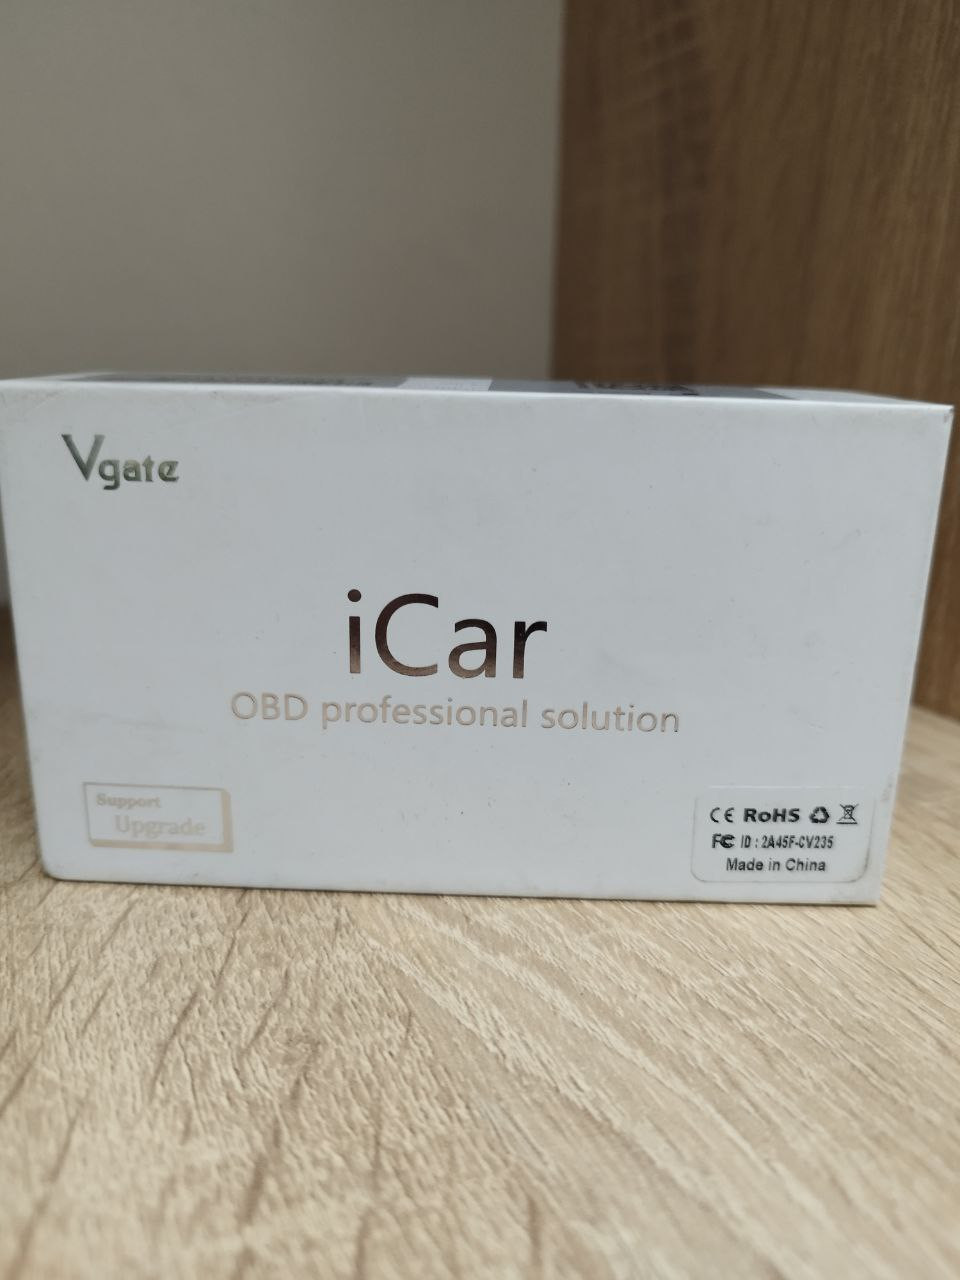 Vgate
iCar
OBD professional solution
Support
Upgrade
CE RoHS
FC ID : 2A45F-CV235
Made in China